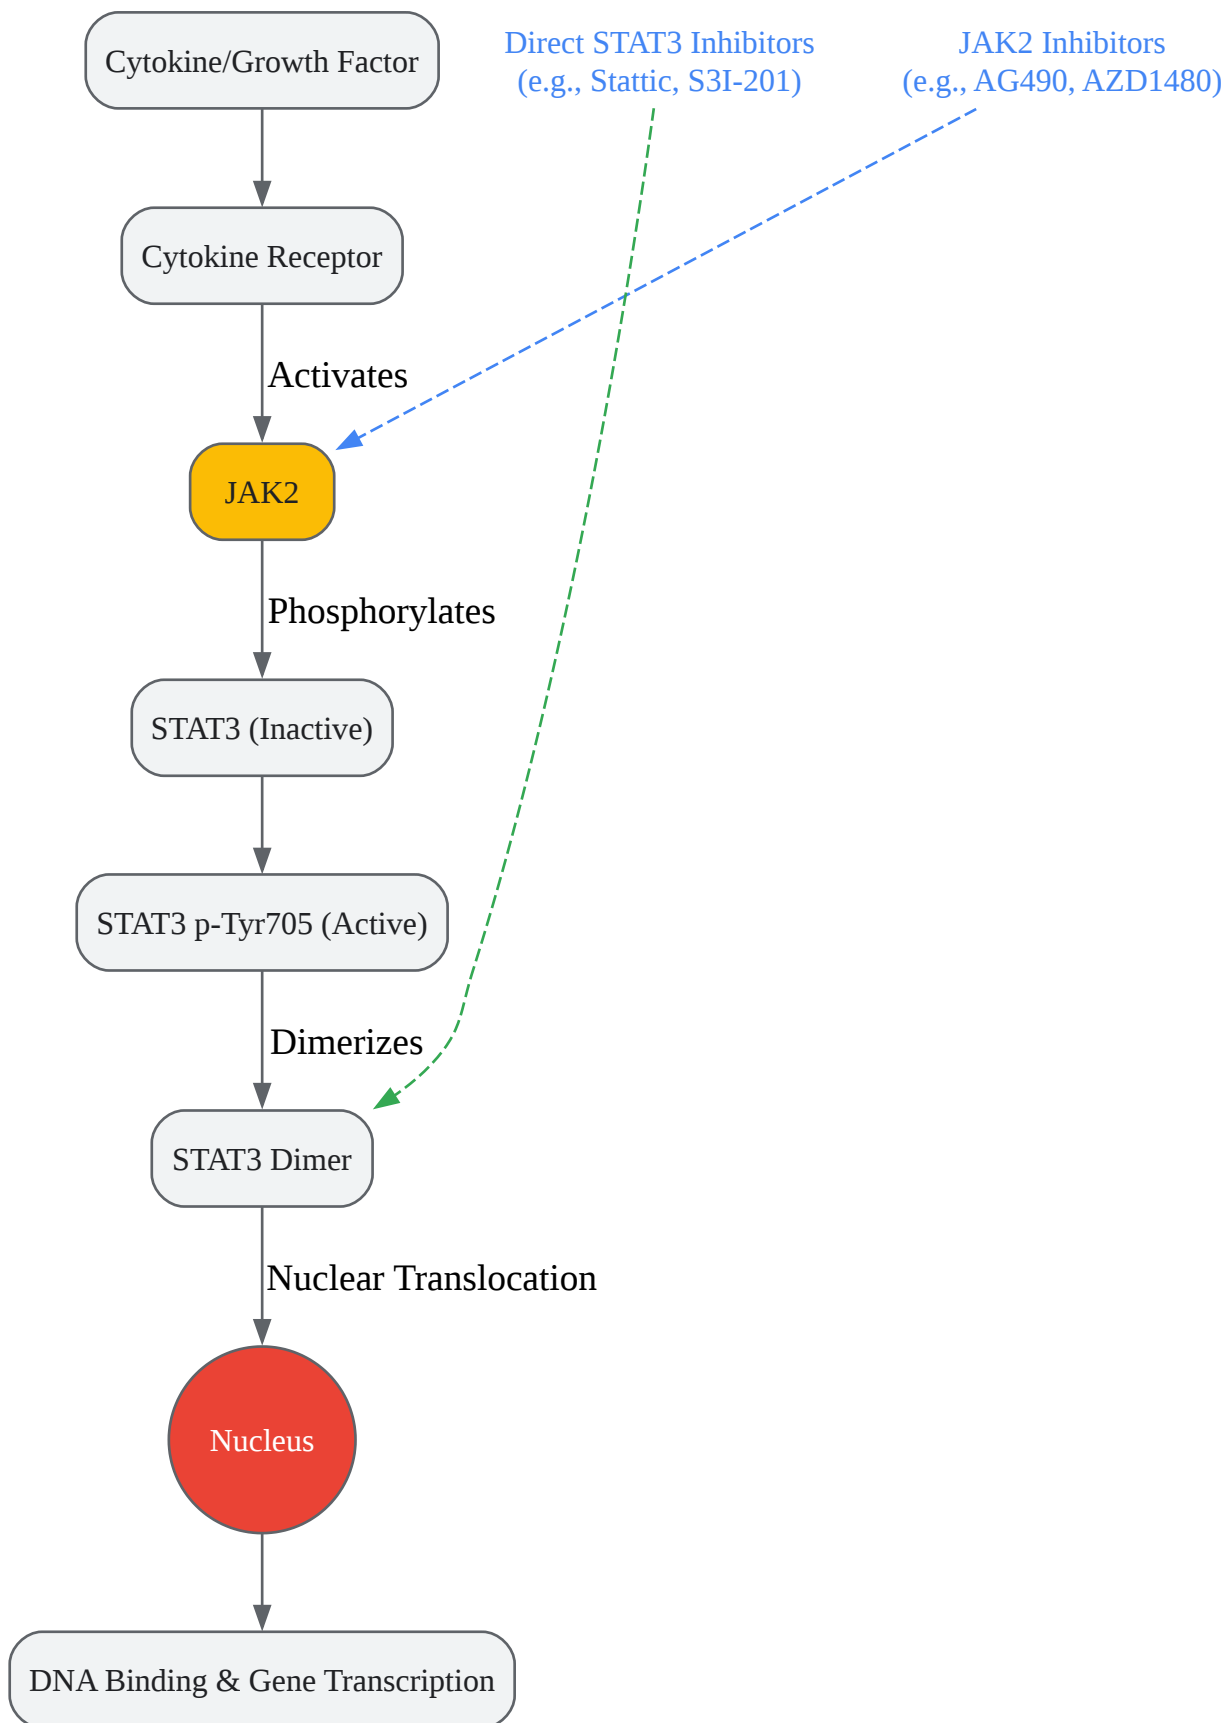 Cytokine/Growth Factor
Direct STAT3 Inhibitors
(e.g., Stattic, S3I-201)
JAK2 Inhibitors
(e.g., AG490, AZD1480)
Cytokine Receptor
Activates
JAK2
Phosphorylates
STAT3 (Inactive)
STAT3 p-Tyr705 (Active)
Dimerizes
STAT3 Dimer
Nuclear Translocation
Nucleus
DNA Binding & Gene Transcription